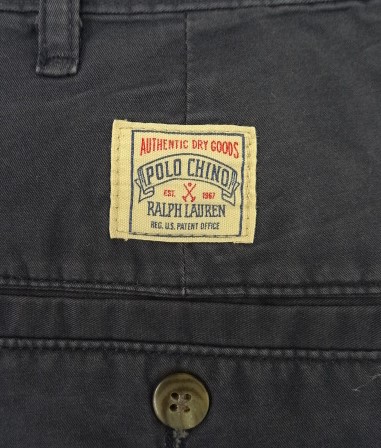 AUTHENTIC DRY GOODS
POLO CHINO
EST. 1967
RALPH LAUREN
REG. U.S. PATENT OFFICE